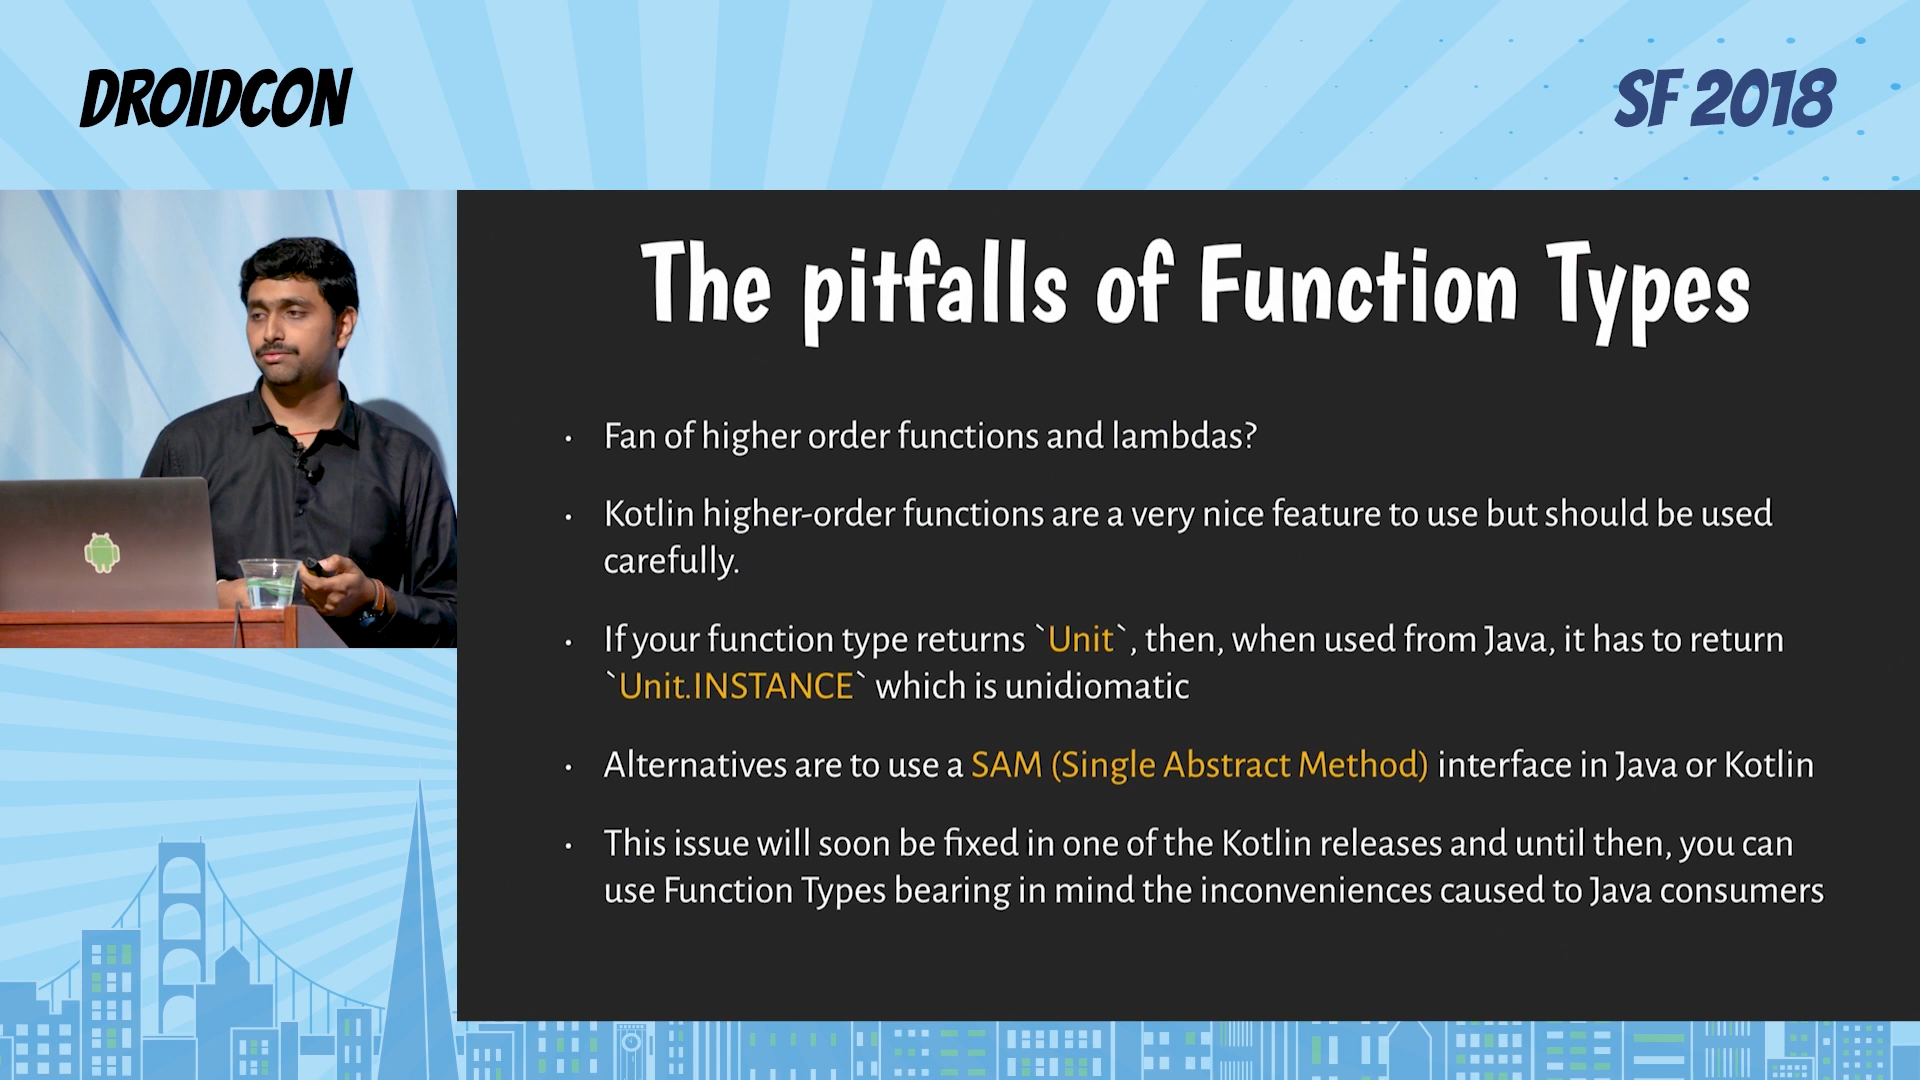 DROIDCON
SF 2018
The pitfalls of Function Types
• Fan of higher order functions and lambdas?
• Kotlin higher-order functions are a very nice feature to use but should be used
carefully.
• If your function type returns `Unit`, then, when used from Java, it has to return
`Unit.INSTANCE` which is unidiomatic
• Alternatives are to use a SAM (Single Abstract Method) interface in Java or Kotlin
• This issue will soon be fixed in one of the Kotlin releases and until then, you can
use Function Types bearing in mind the inconveniences caused to Java consumers